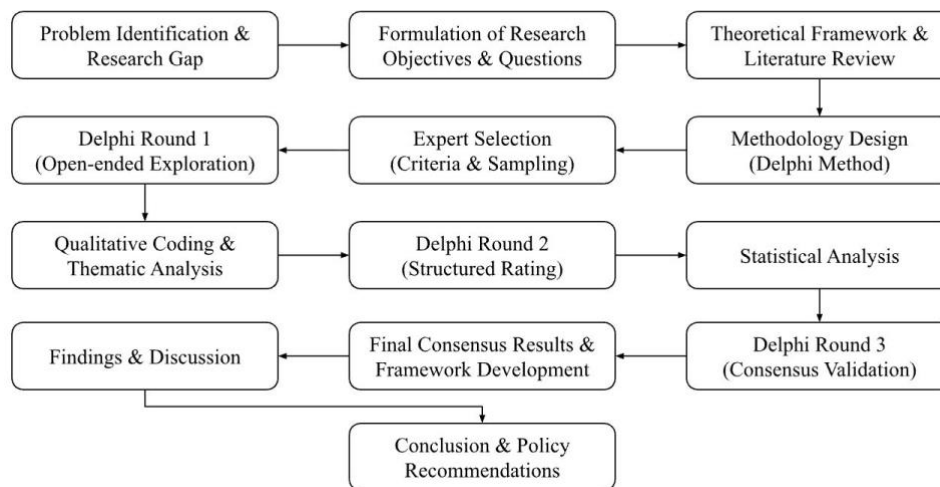 Problem Identification &
Research Gap
Formulation of Research
Objectives & Questions
Theoretical Framework &
Literature Review
Methodology Design
(Delphi Method)
Expert Selection
(Criteria & Sampling)
Delphi Round 1
(Open-ended Exploration)
Qualitative Coding &
Thematic Analysis
Delphi Round 2
(Structured Rating)
Statistical Analysis
Delphi Round 3
(Consensus Validation)
Final Consensus Results &
Framework Development
Findings & Discussion
Conclusion & Policy
Recommendations